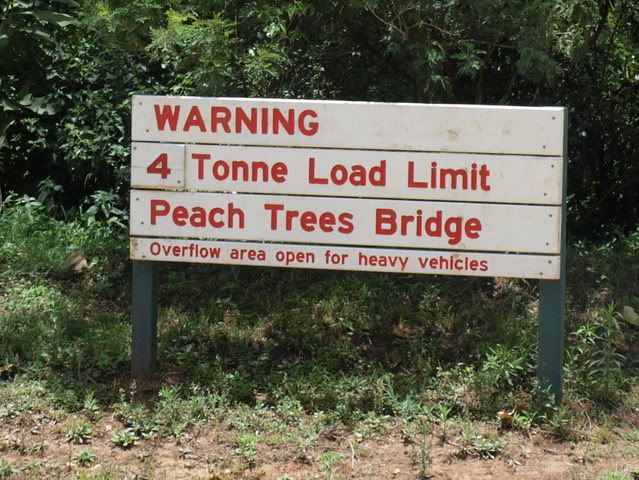 WARNING
4 Tonne Load Limit
Peach Trees Bridge
Overflow area open for heavy vehicles